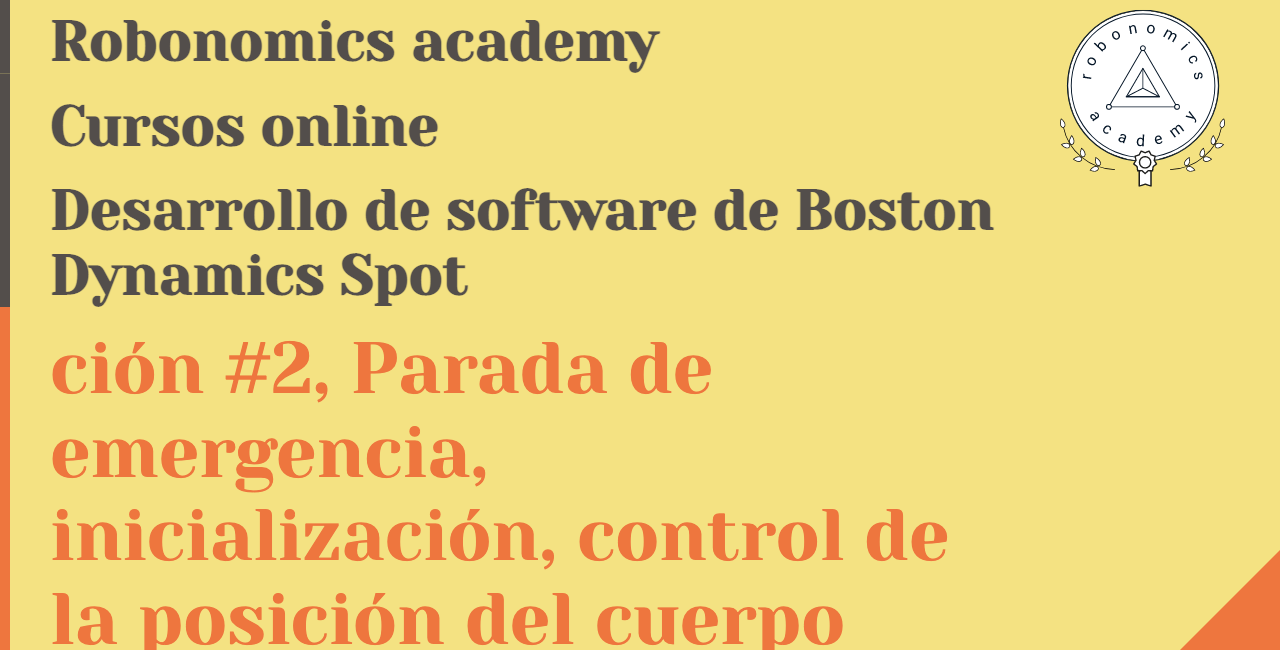 Robonomics academy
Cursos online
Desarrollo de software de Boston
Dynamics Spot
ción #2, Parada de
emergencia,
inicialización, control de
la posición del cuerpo
robonomics
academy